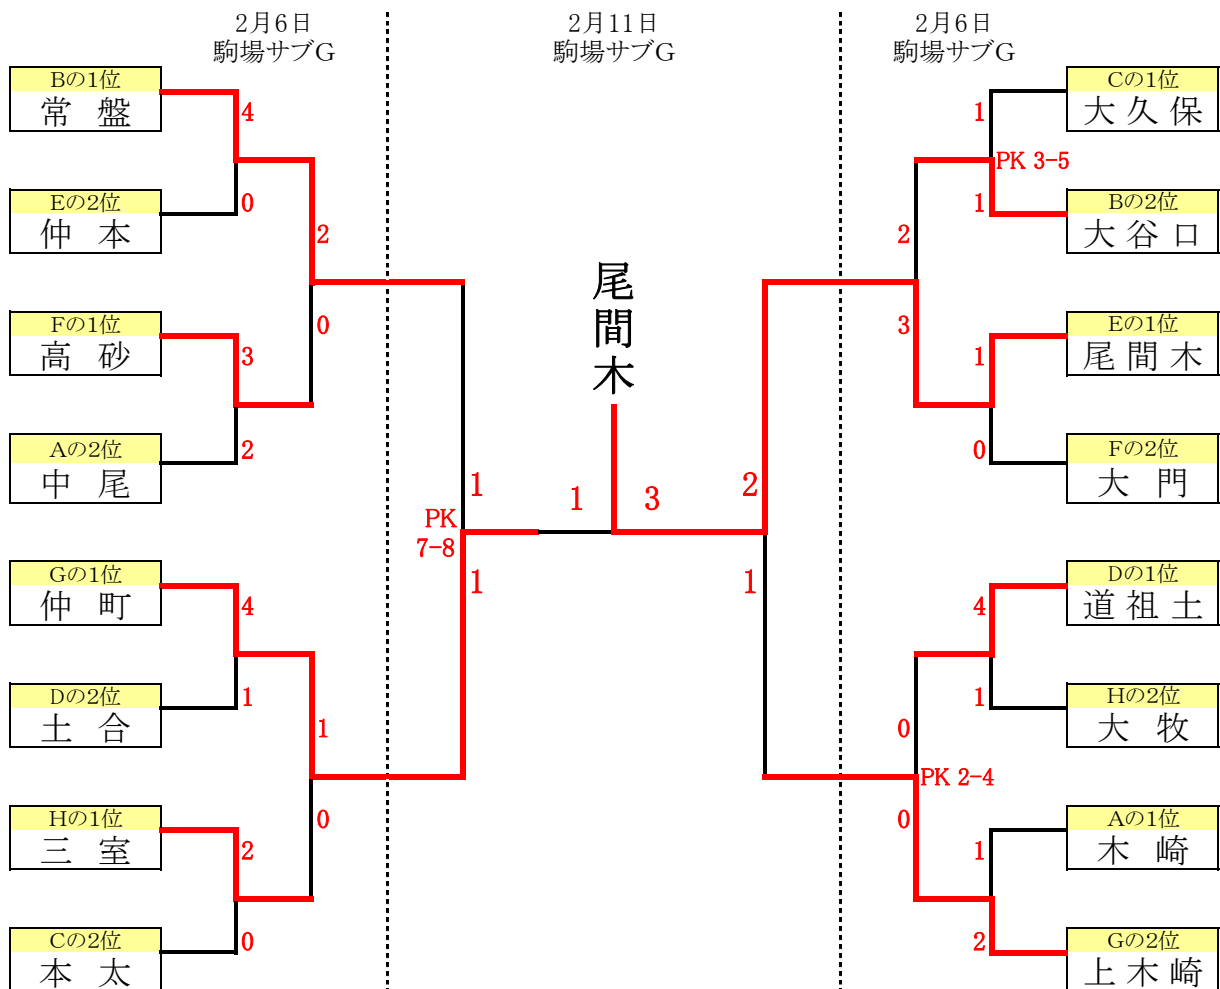 2月6日
駒場サブG
2月11日
駒場サブG
2月6日
駒場サブG
Bの1位
常盤
4
Eの2位
仲本
0
2
Fの1位
高砂
3
0
Aの2位
中尾
2
Gの1位
仲町
4
Dの2位
土合
1
1
Hの1位
三室
2
0
Cの2位
本太
0
1
PK
7-8
1
尾間木
1
3
2
1
Cの1位
大久保
1
PK 3-5
Bの2位
大谷口
1
2
Eの1位
尾間木
1
3
Fの2位
大門
0
Dの1位
道祖土
4
Hの2位
大牧
1
0
PK 2-4
Aの1位
木崎
1
0
Gの2位
上木崎
2